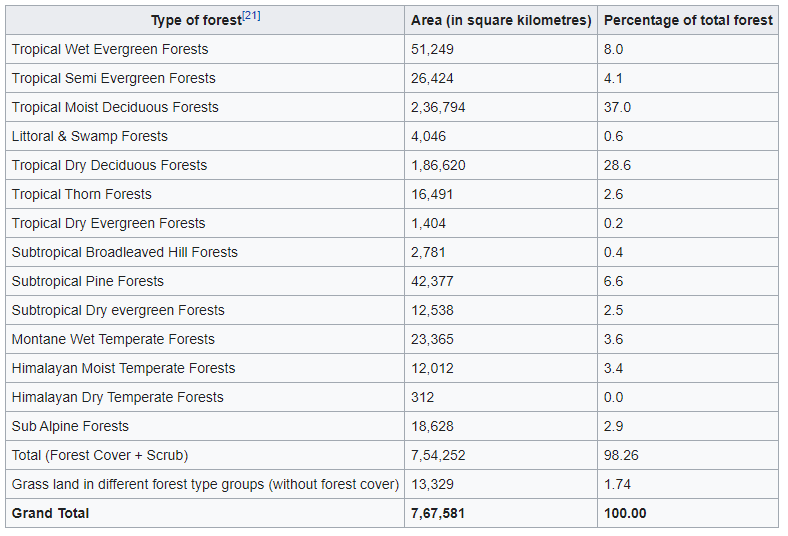 Type of forest[21] Area (in square kilometres) Percentage of total forest
Tropical Wet Evergreen Forests 51,249 8.0
Tropical Semi Evergreen Forests 26,424 4.1
Tropical Moist Deciduous Forests 2,36,794 37.0
Littoral & Swamp Forests 4,046 0.6
Tropical Dry Deciduous Forests 1,86,620 28.6
Tropical Thorn Forests 16,491 2.6
Tropical Dry Evergreen Forests 1,404 0.2
Subtropical Broadleaved Hill Forests 2,781 0.4
Subtropical Pine Forests 42,377 6.6
Subtropical Dry evergreen Forests 12,538 2.5
Montane Wet Temperate Forests 23,365 3.6
Himalayan Moist Temperate Forests 12,012 3.4
Himalayan Dry Temperate Forests 312 0.0
Sub Alpine Forests 18,628 2.9
Total (Forest Cover + Scrub) 7,54,252 98.26
Grass land in different forest type groups (without forest cover) 13,329 1.74
Grand Total 7,67,581 100.00